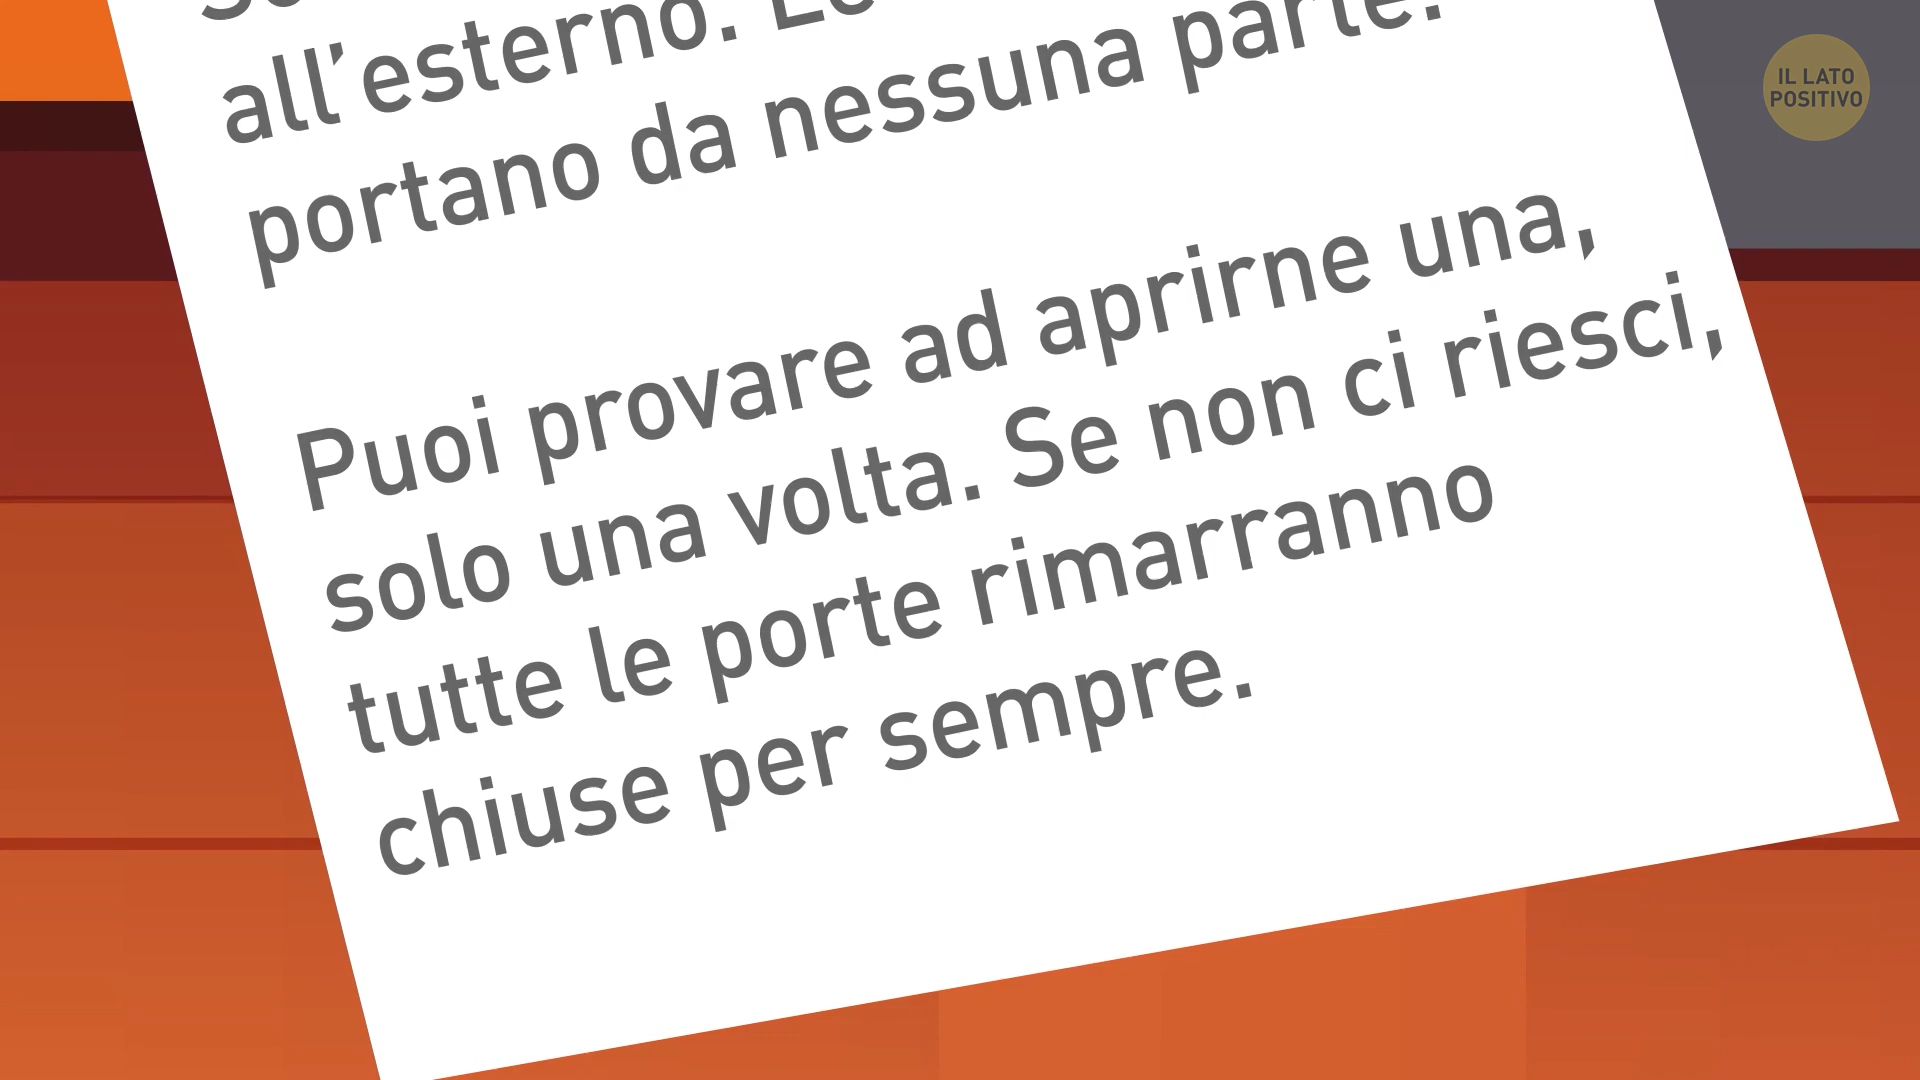 all'esterno.
portano da nessuna parte.
Puoi provare ad aprirne una,
solo una volta. Se non ci riesci,
tutte le porte rimarranno
chiuse per sempre.
IL LATO
POSITIVO